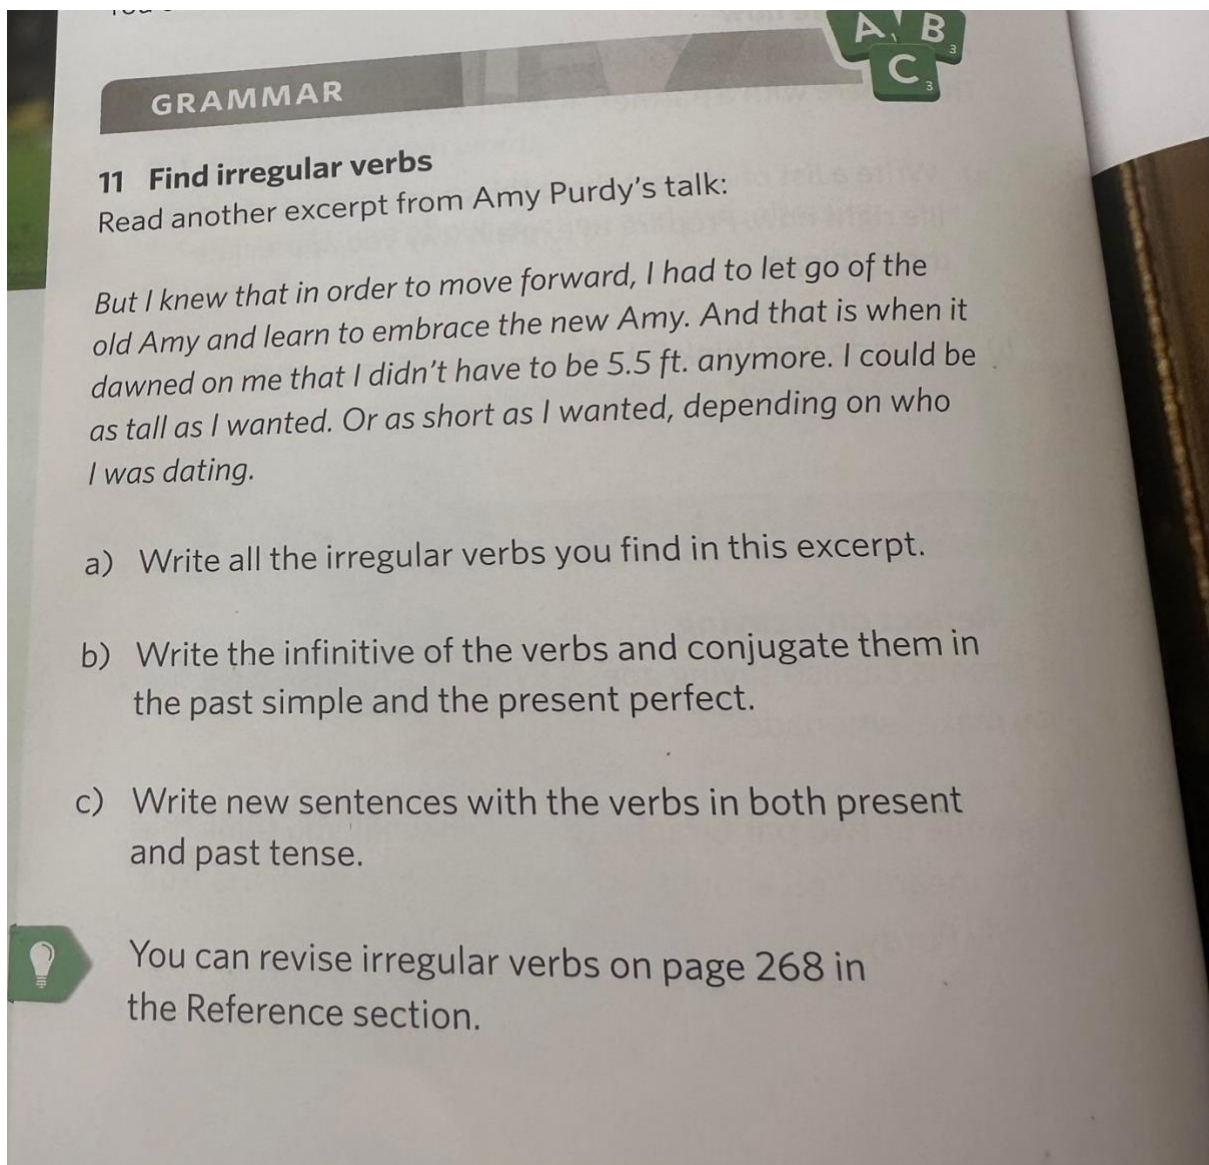 A1 B3
C3
GRAMMAR
11 Find irregular verbs
Read another excerpt from Amy Purdy's talk:
But I knew that in order to move forward, I had to let go of the
old Amy and learn to embrace the new Amy. And that is when it
dawned on me that I didn't have to be 5.5 ft. anymore. I could be
as tall as I wanted. Or as short as I wanted, depending on who
I was dating.
a) Write all the irregular verbs you find in this excerpt.
b) Write the infinitive of the verbs and conjugate them in
the past simple and the present perfect.
c) Write new sentences with the verbs in both present
and past tense.
You can revise irregular verbs on page 268 in
the Reference section.